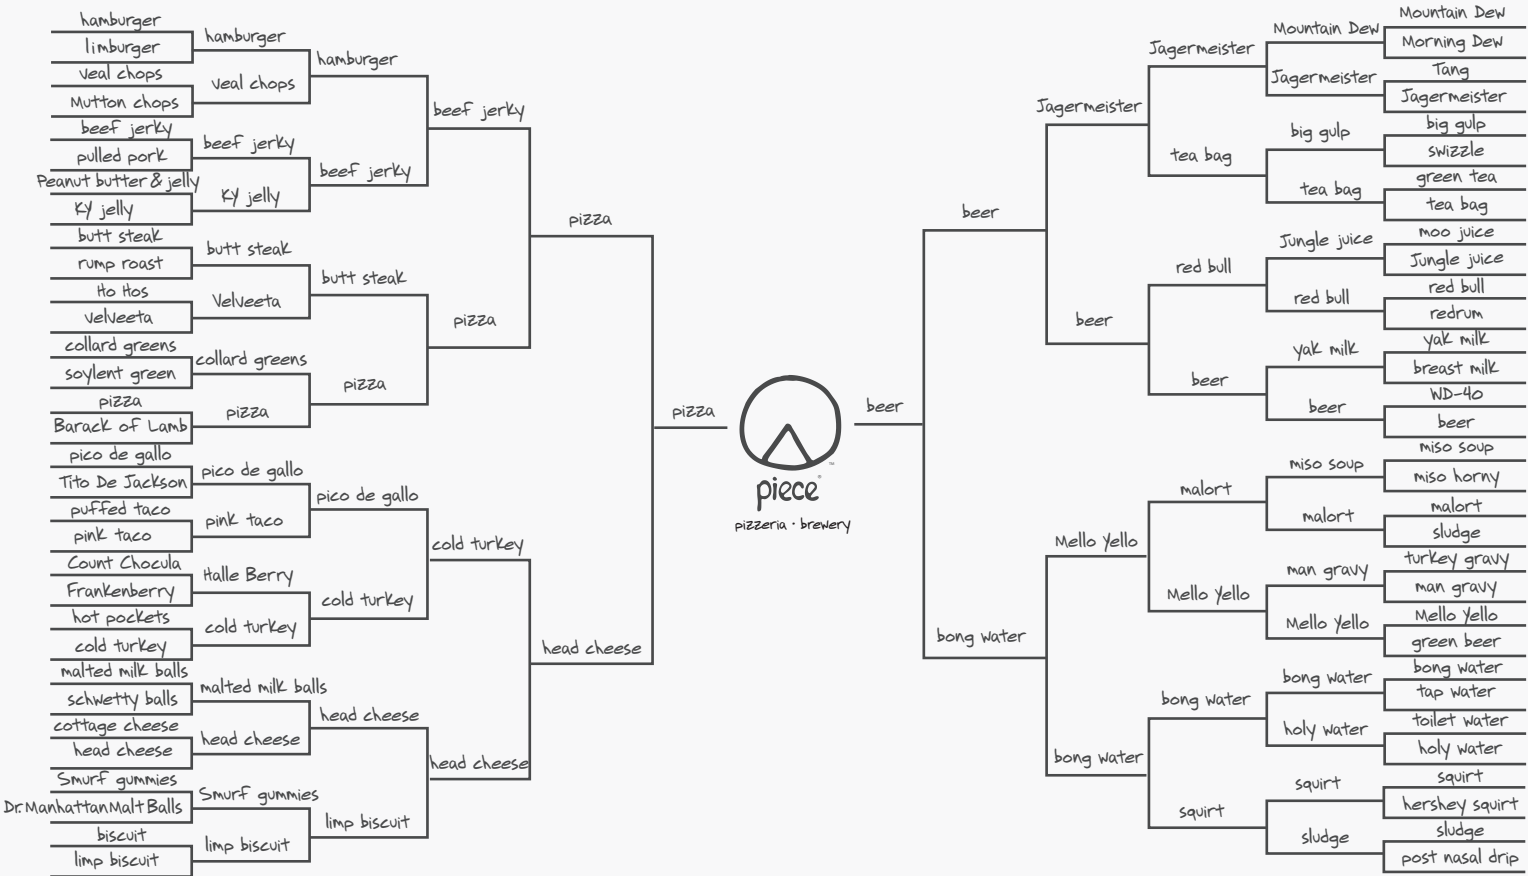 hamburger
limburger
veal chops
Mutton chops
beef jerky
pulled pork
Peanut butter & jelly
KY jelly
butt steak
rump roast
Ho Hos
velveeta
collard greens
soylent green
pizza
Barack of Lamb
pico de gallo
Tito De Jackson
puffed taco
pink taco
Count Chocula
Frankenberry
hot pockets
cold turkey
malted milk balls
schwetty balls
cottage cheese
head cheese
Smurf gummies
Dr. Manhattan Malt Balls
biscuit
limp biscuit
hamburger
veal chops
beef jerky
KY jelly
butt steak
Velveeta
collard greens
pizza
pico de gallo
pink taco
Halle Berry
cold turkey
malted milk balls
head cheese
Smurf gummies
limp biscuit
hamburger
beef jerky
butt steak
pizza
pico de gallo
cold turkey
head cheese
limp biscuit
beef jerky
pizza
cold turkey
head cheese
pizza
head cheese
pizza
piece
pizzeria · brewery
beer
beer
bong water
Jagermeister
beer
Mello Yello
bong water
Jagermeister
tea bag
red bull
beer
malort
Mello Yello
bong water
squirt
Mountain Dew
Jagermeister
big gulp
tea bag
Jungle juice
red bull
yak milk
beer
miso soup
malort
man gravy
Mello Yello
bong water
holy water
squirt
sludge
Mountain Dew
Morning Dew
Tang
Jagermeister
big gulp
swizzle
green tea
tea bag
moo juice
Jungle juice
red bull
redrum
yak milk
breast milk
WD-40
beer
miso soup
miso horny
malort
sludge
turkey gravy
man gravy
Mello Yello
green beer
bong water
tap water
toilet water
holy water
squirt
hershey squirt
sludge
post nasal drip